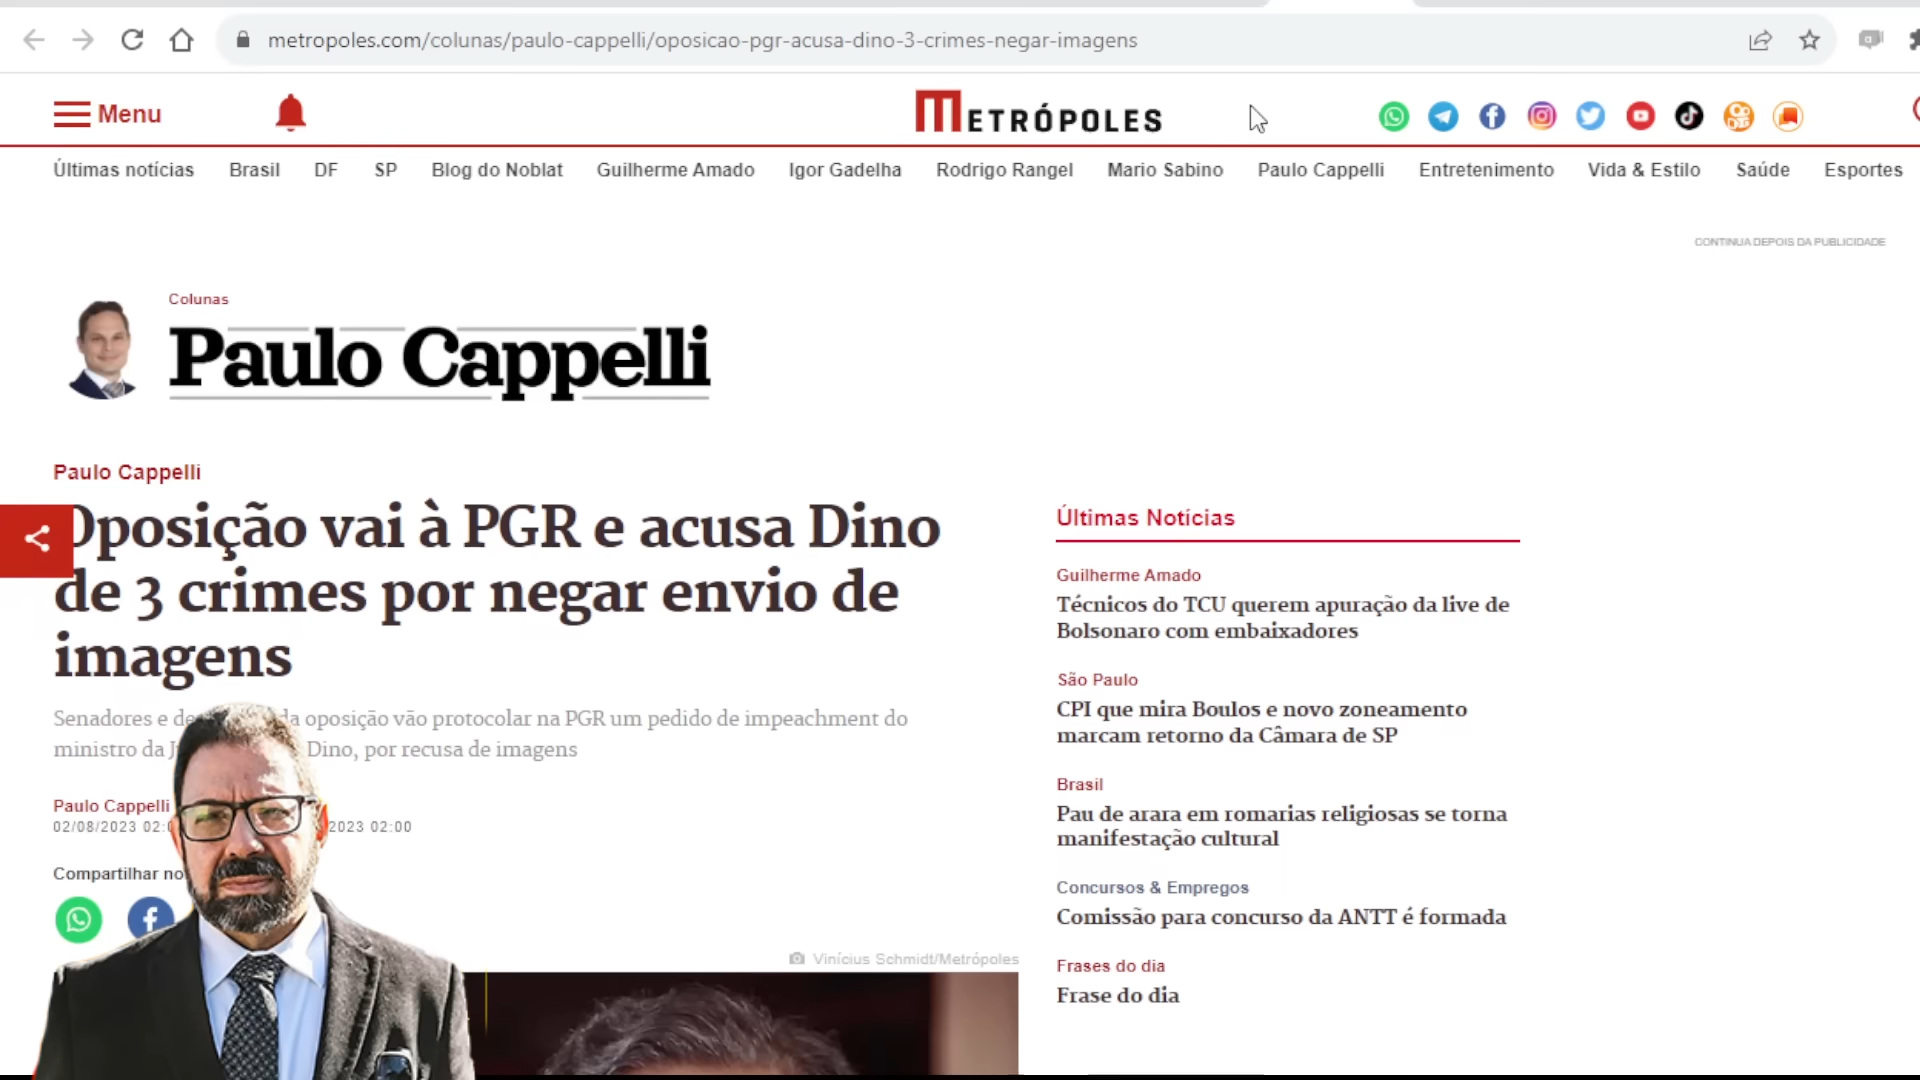 metropoles.com/colunas/paulo-cappelli/oposicao-pgr-acusa-dino-3-crimes-negar-imagens
Menu
METRÓPOLES
Últimas notícias Brasil DF SP Blog do Noblat Guilherme Amado Igor Gadelha Rodrigo Rangel Mario Sabino Paulo Cappelli Entretenimento Vida & Estilo Saúde Esportes
CONTINUA DEPOIS DA PUBLICIDADE
Colunas
Paulo Cappelli
Paulo Cappelli
Oposição vai à PGR e acusa Dino
de 3 crimes por negar envio de
imagens
Senadores e de da oposição vão protocolar na PGR um pedido de impeachment do
ministro da J Dino, por recusa de imagens
Paulo Cappelli
02/08/2023 02: 2023 02:00
Compartilhar no
Vinícius Schmidt/Metrópoles
Últimas Notícias
Guilherme Amado
Técnicos do TCU querem apuração da live de
Bolsonaro com embaixadores
São Paulo
CPI que mira Boulos e novo zoneamento
marcam retorno da Câmara de SP
Brasil
Pau de arara em romarias religiosas se torna
manifestação cultural
Concursos & Empregos
Comissão para concurso da ANTT é formada
Frases do dia
Frase do dia